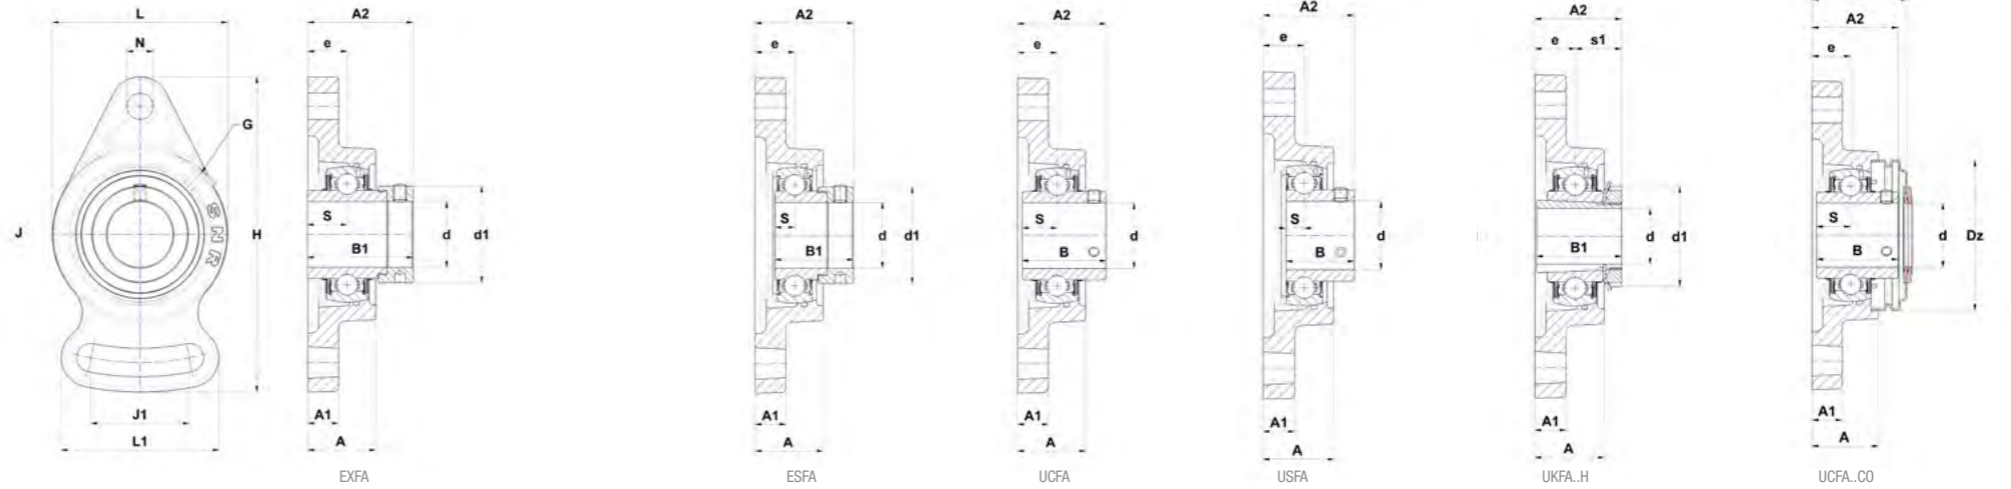 L
N
G
S N R
J
H
J1
L1
A2
e
S
B1
d
d1
A1
A
EXFA
A2
e
S
B1
d
d1
A1
A
ESFA
A2
e
S
B
d
A1
A
UCFA
A2
e
S
B
d
A1
A
USFA
A2
e
s1
B1
d
d1
A1
A
UKFA..H
A2
e
S
B
d
Dz
A1
A
UCFA..CO